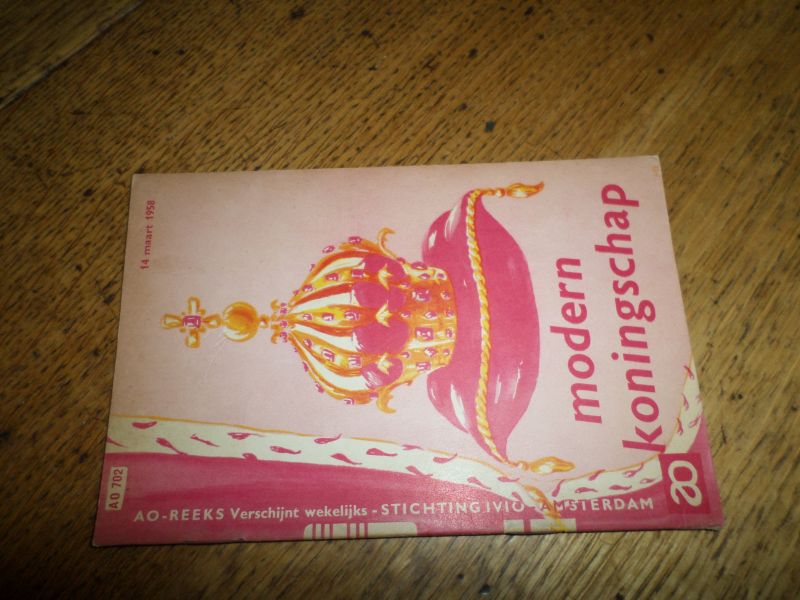 14 maart 1958
modern
koningschap
AO 702
AO-REEKS Verschijnt wekelijks - STICHTING IVIO - AMSTERDAM
ao